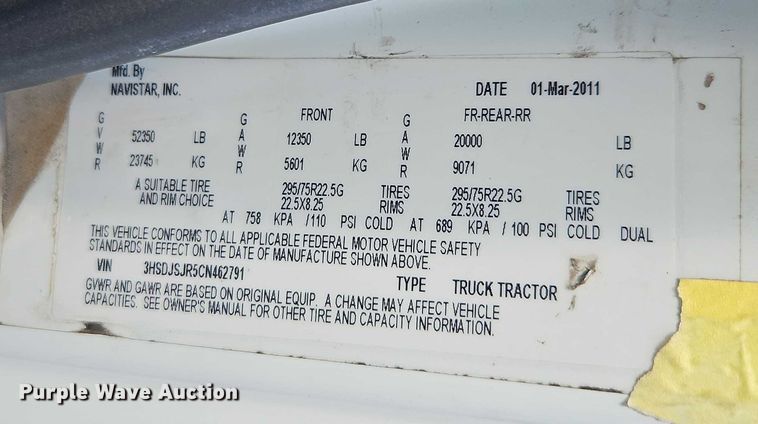 Mfd. By
NAVISTAR, INC.
DATE 01-Mar-2011
FRONT FR-REAR-RR
GVWR 52350 LB GAWR 12350 LB GAWR 20000 LB
23745 KG 5601 KG 9071 KG
A SUITABLE TIRE 295/75R22.5G TIRES 295/75R22.5G TIRES
AND RIM CHOICE 22.5X8.25 RIMS 22.5X8.25 RIMS
AT 758 KPA /110 PSI COLD AT 689 KPA / 100 PSI COLD DUAL
THIS VEHICLE CONFORMS TO ALL APPLICABLE FEDERAL MOTOR VEHICLE SAFETY
STANDARDS IN EFFECT ON THE DATE OF MANUFACTURE SHOWN ABOVE.
VIN 3HSDJSJR5CN462791 TYPE TRUCK TRACTOR
GVWR AND GAWR ARE BASED ON ORIGINAL EQUIP. A CHANGE MAY AFFECT VEHICLE
CAPACITIES. SEE OWNER'S MANUAL FOR OTHER TIRE AND CAPACITY INFORMATION.
Purple Wave Auction